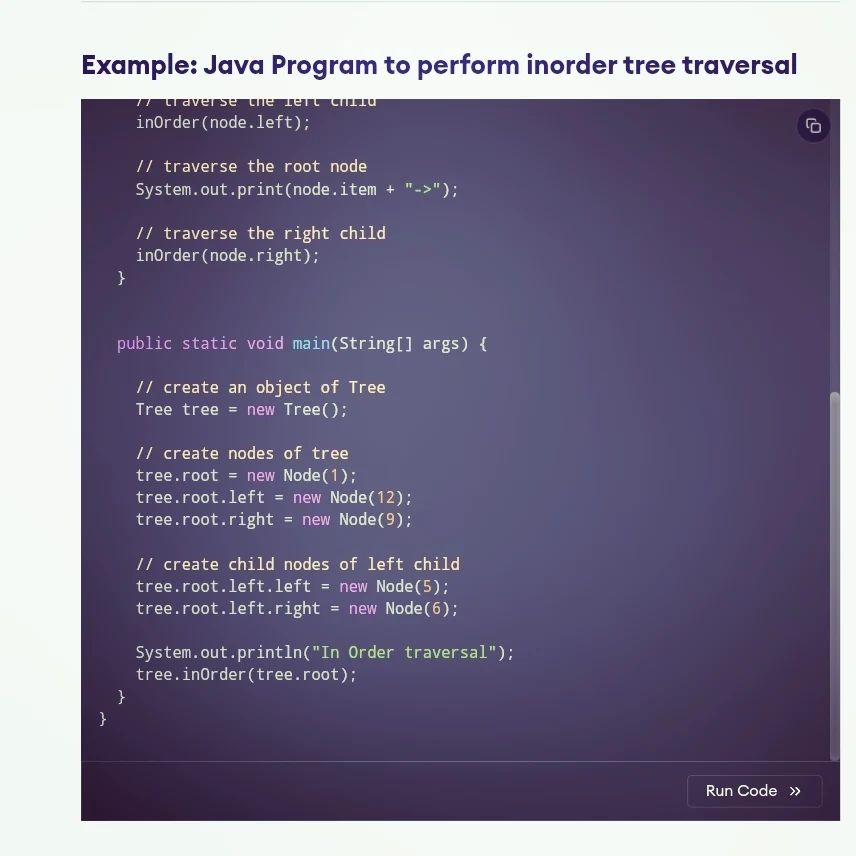 Example: Java Program to perform inorder tree traversal
// traverse the left child
inOrder(node.left);
// traverse the root node
System.out.print(node.item + "->");
// traverse the right child
inOrder(node.right);
}
public static void main(String[] args) {
// create an object of Tree
Tree tree = new Tree();
// create nodes of tree
tree.root = new Node(1);
tree.root.left = new Node(12);
tree.root.right = new Node(9);
// create child nodes of left child
tree.root.left.left = new Node(5);
tree.root.left.right = new Node(6);
System.out.println("In Order traversal");
tree.inOrder(tree.root);
}
}
Run Code »